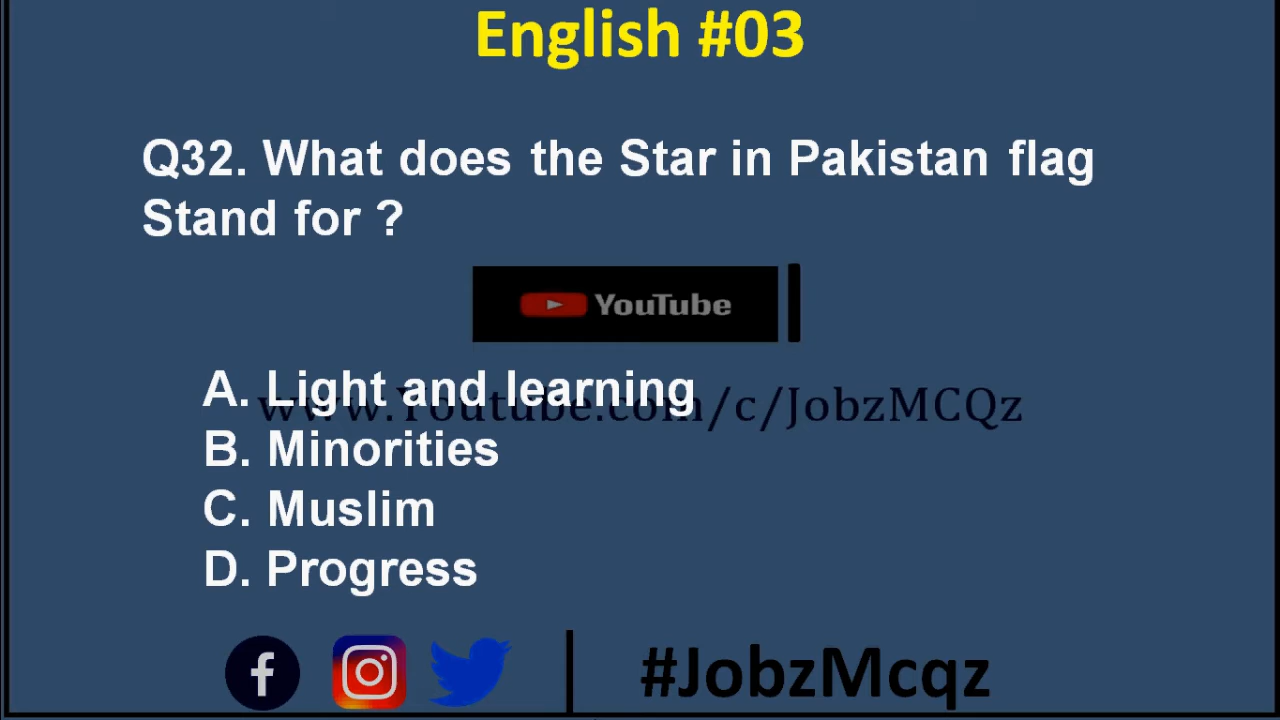 English #03
Q32. What does the Star in Pakistan flag
Stand for ?
YouTube
A. Light and learning
www.Youtube.com/c/JobzMCQz
B. Minorities
C. Muslim
D. Progress
#JobzMcqz